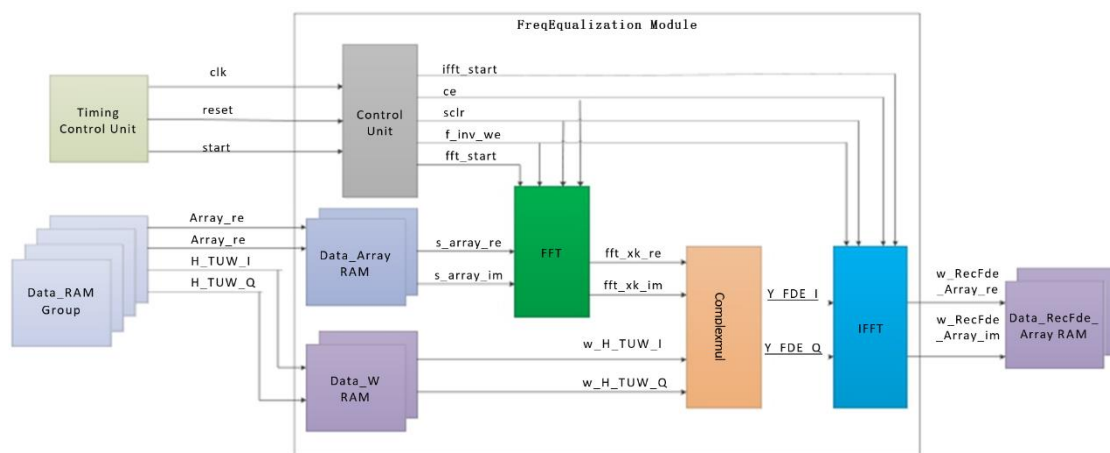 FreqEqualization Module
clk
reset
start
Timing
Control Unit
Control
Unit
ifft_start
ce
sclr
f_inv_we
fft_start
Array_re
Array_re
H_TUW_I
H_TUW_Q
Data_RAM
Group
Data_Array
RAM
s_array_re
s_array_im
FFT
fft_xk_re
fft_xk_im
Data_W
RAM
w_H_TUW_I
w_H_TUW_Q
Complexmul
Y_FDE_I
Y_FDE_Q
IFFT
w_RecFde
_Array_re
w_RecFde
_Array_im
Data_RecFde_
Array RAM